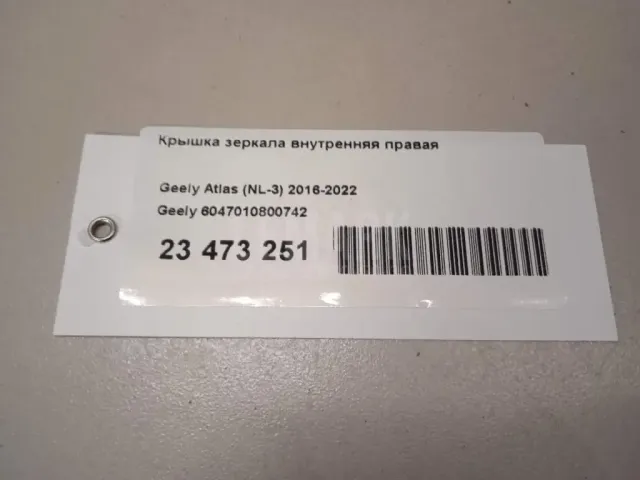 Крышка зеркала внутренняя правая
Geely Atlas (NL-3) 2016-2022
Geely 6047010800742
23 473 251